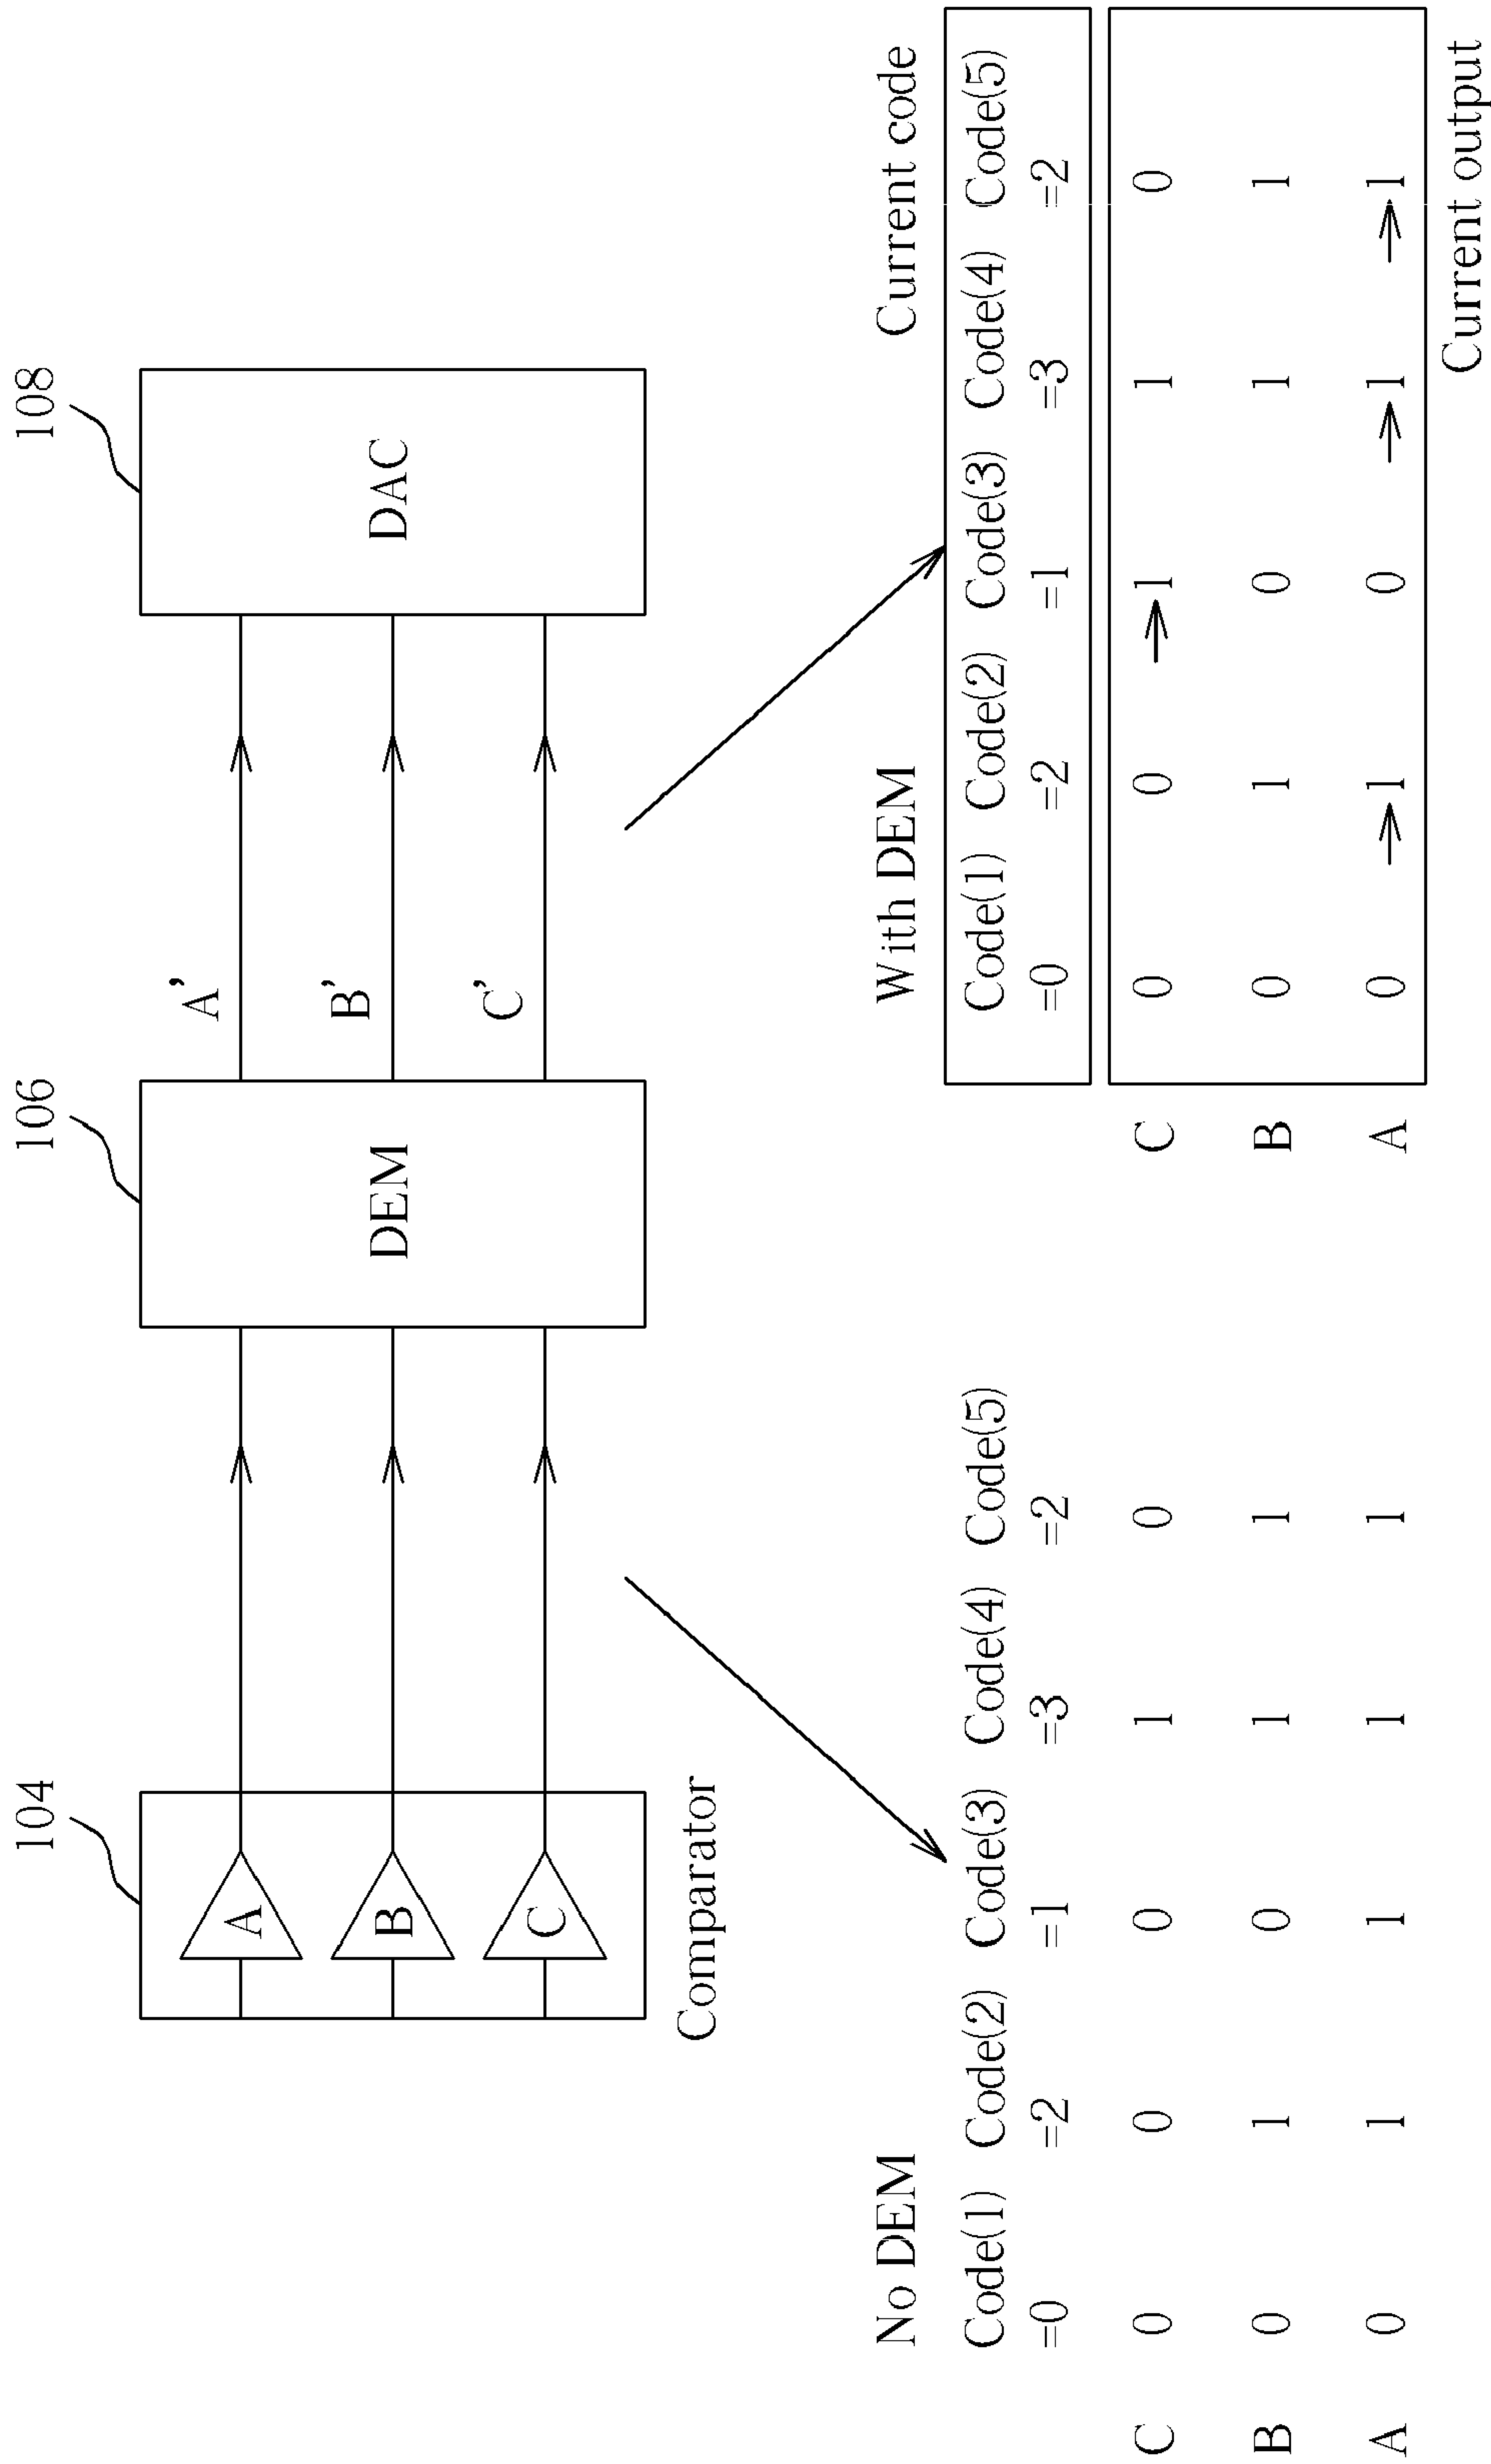 104
106
108
A
B
C
DEM
A'
B'
C'
DAC
Comparator
No DEM
Code(1) Code(2) Code(3) Code(4) Code(5)
=0 =2 =1 =3 =2
C 0 0 0 1 0
B 0 1 0 1 1
A 0 1 1 1 1
With DEM Current code
Code(1) Code(2) Code(3) Code(4) Code(5)
=0 =2 =1 =3 =2
C 0 0 →1 1 0
B 0 1 0 1 1
A 0 →1 0 →1 →1
Current output